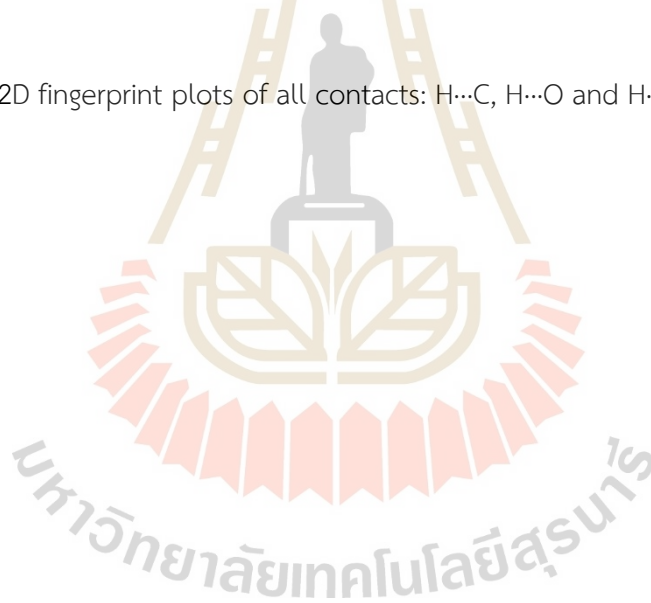 2D fingerprint plots of all contacts: H···C, H···O and H·
มหาวิทยาลัยเทคโนโลยีสุรนารี